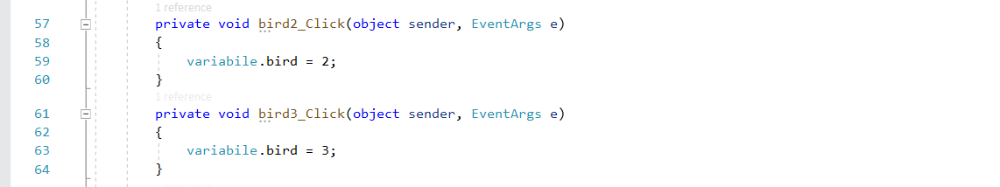 1 reference
57 private void bird2_Click(object sender, EventArgs e)
58 {
59 variabile.bird = 2;
60 }
1 reference
61 private void bird3_Click(object sender, EventArgs e)
62 {
63 variabile.bird = 3;
64 }